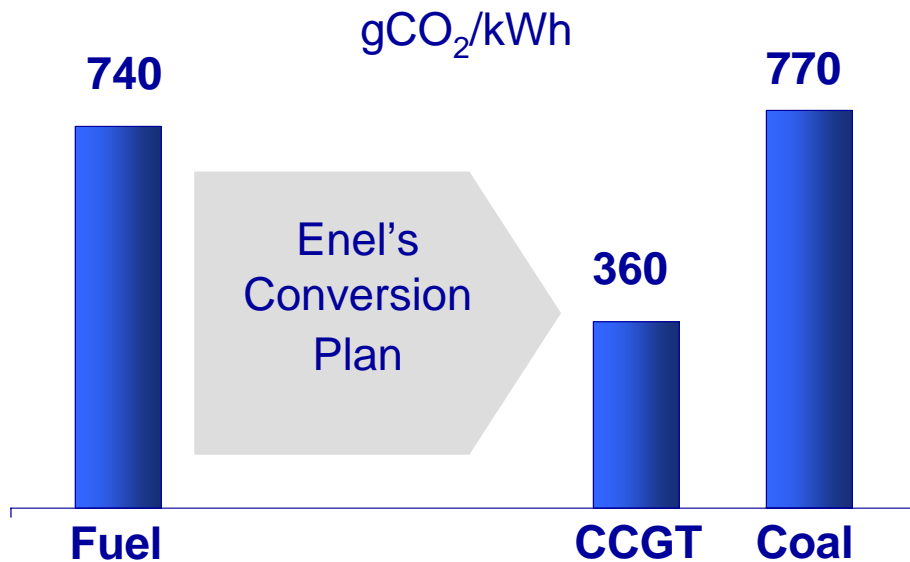 gCO₂/kWh
740
770
Enel's
Conversion
Plan
360
Fuel
CCGT
Coal